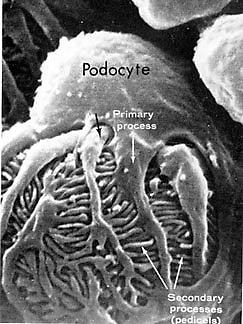 Podocyte
Primary
process
Secondary
processes
(pedicels)